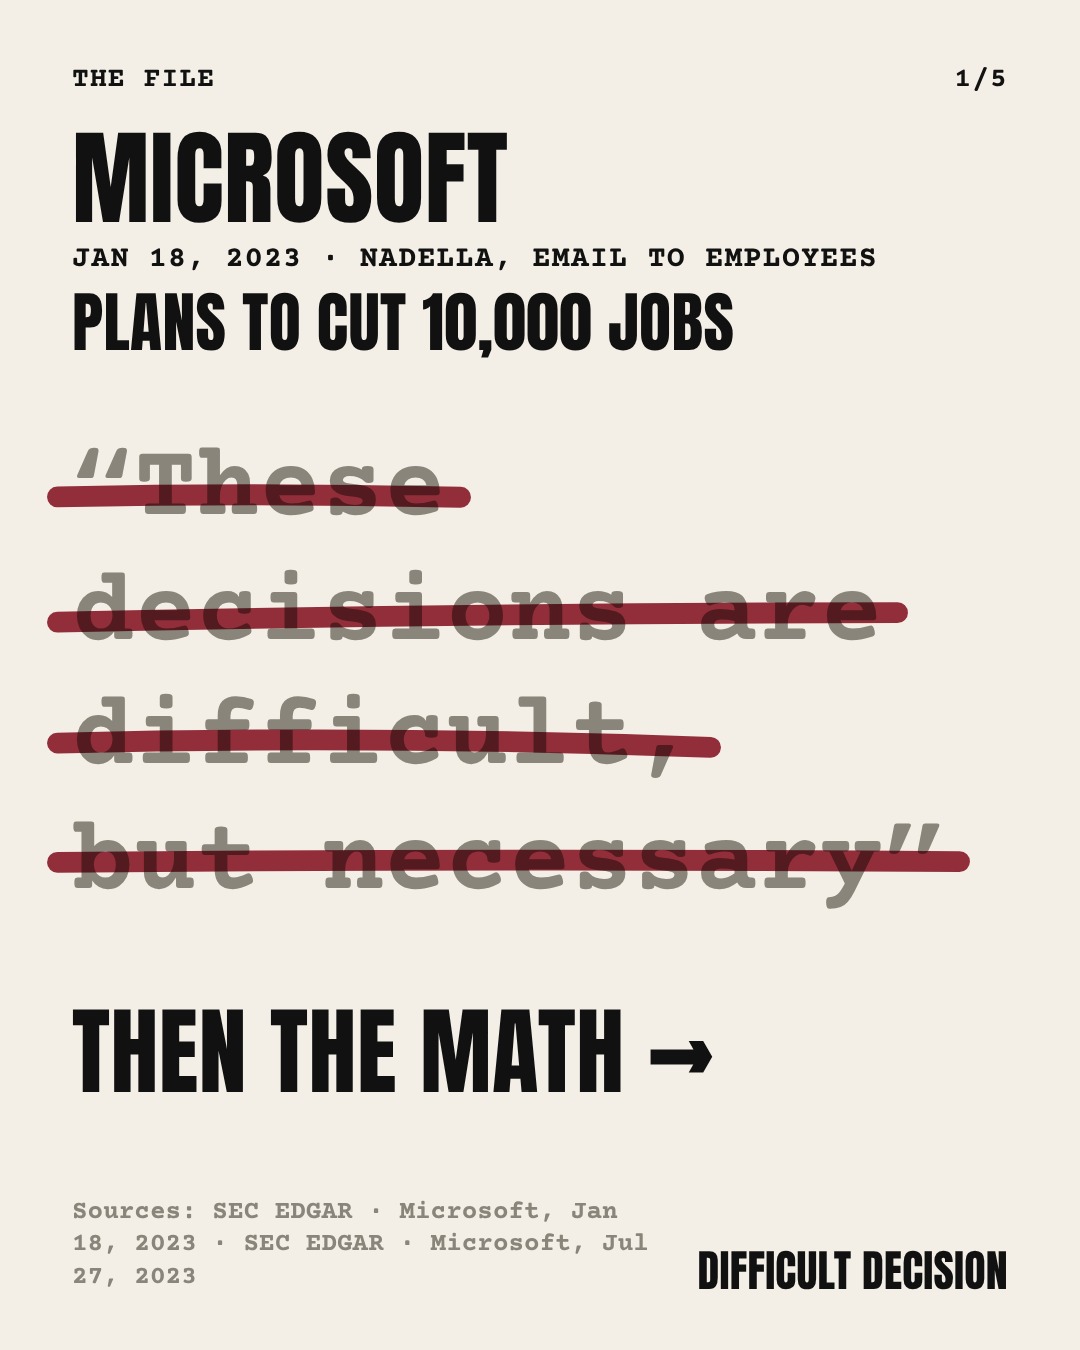 THE FILE
1/5
MICROSOFT
JAN 18, 2023 · NADELLA, EMAIL TO EMPLOYEES
PLANS TO CUT 10,000 JOBS
“These
decisions are
difficult,
but necessary”
THEN THE MATH →
Sources: SEC EDGAR · Microsoft, Jan
18, 2023 · SEC EDGAR · Microsoft, Jul
27, 2023
DIFFICULT DECISION